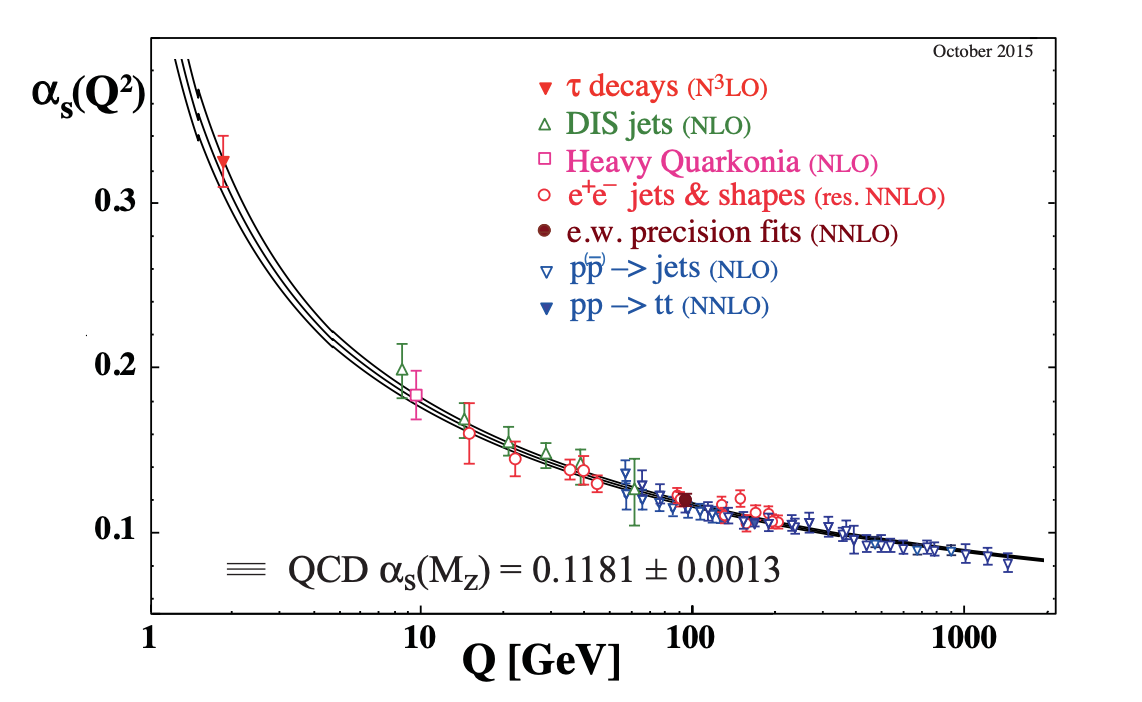 October 2015
αs(Q²)
τ decays (N³LO)
DIS jets (NLO)
Heavy Quarkonia (NLO)
e⁺e⁻ jets & shapes (res. NNLO)
e.w. precision fits (NNLO)
pp(–) –> jets (NLO)
pp –> tt (NNLO)
0.3
0.2
0.1
QCD αs(Mz) = 0.1181 ± 0.0013
1 10 100 1000
Q [GeV]